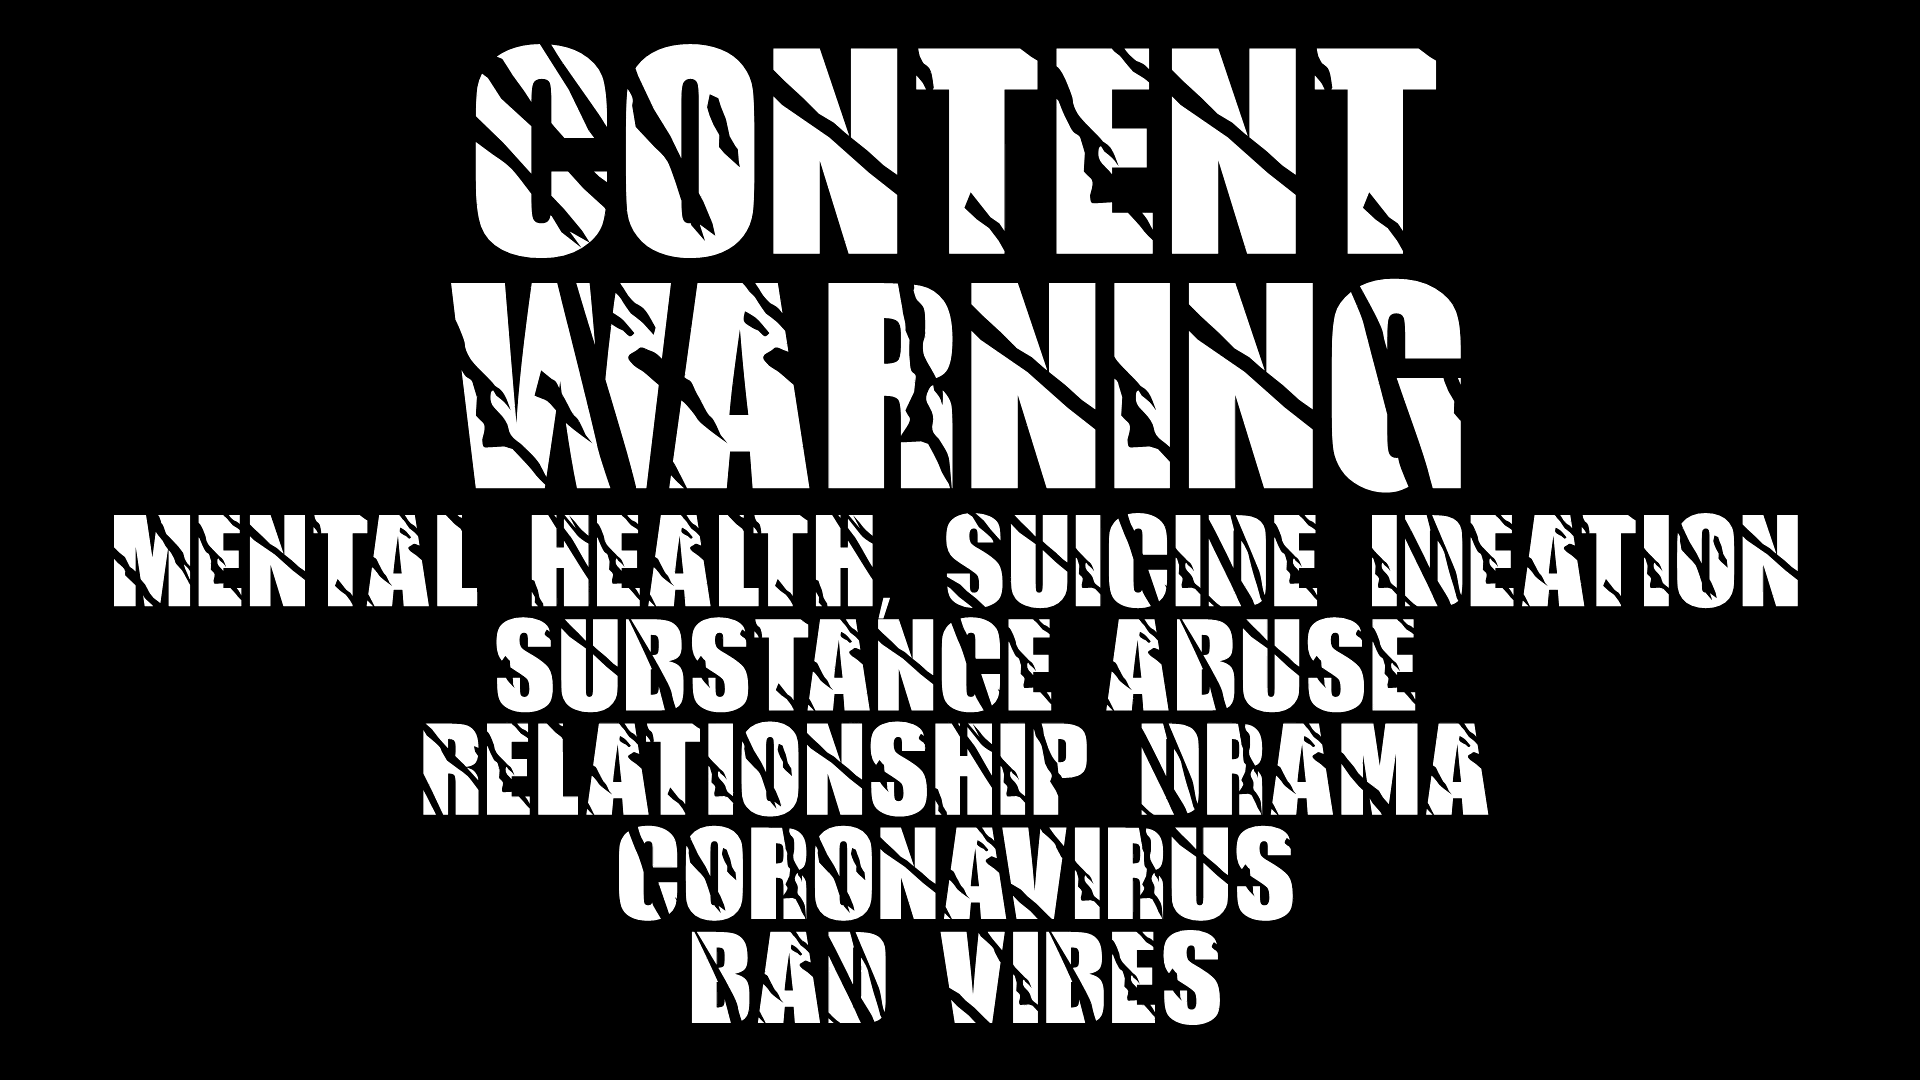 CONTENT
WARNING
MENTAL HEALTH, SUICIDE IDEATION
SUBSTANCE ABUSE
RELATIONSHIP DRAMA
CORONAVIRUS
BAD VIBES